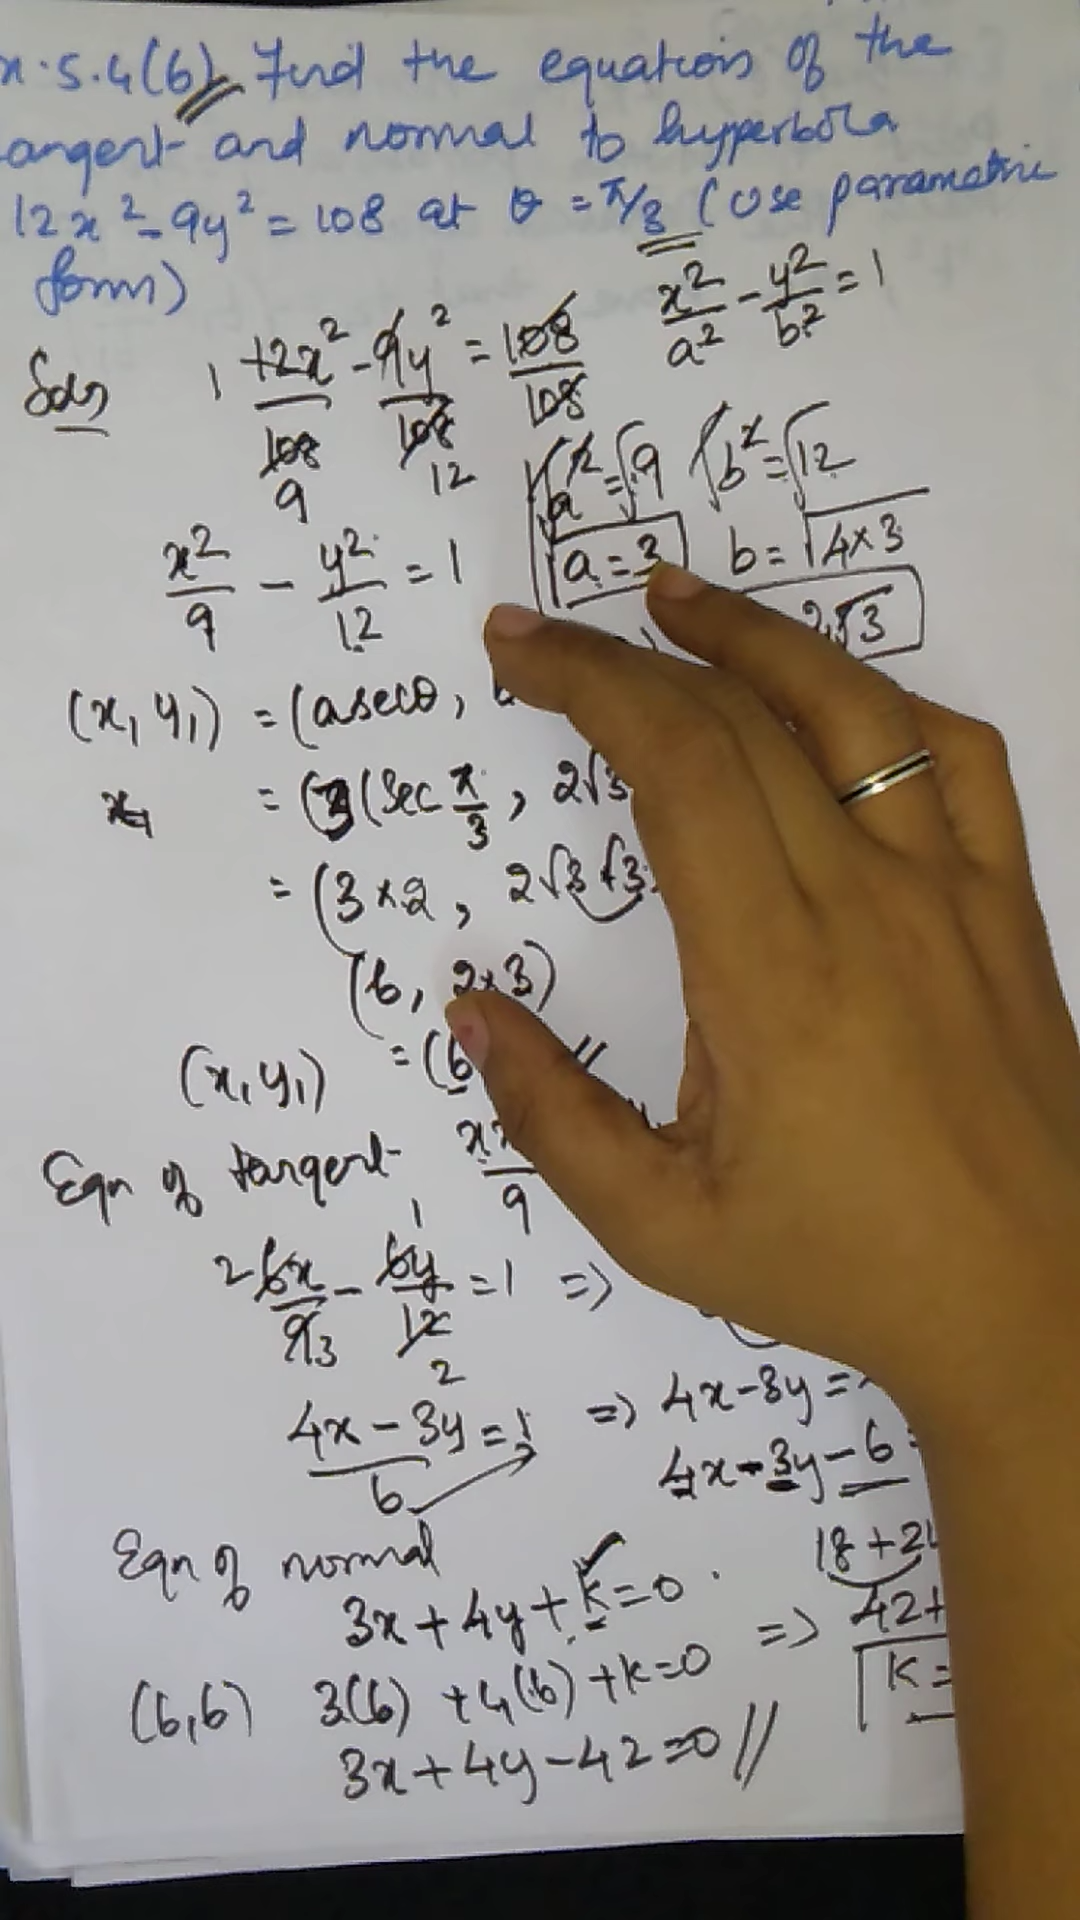 x.5.4(6) Find the equations of the
angent and normal to hyperbola
12x² - 9y² = 108 at θ = π/3 (Use parametric
form)
x²/a² - y²/b² = 1
Soln 12x²/108 - 9y²/108 = 108/108
9 12
√a² = √9 √b² = √12
a = 3 b = √4×3
x²/9 - y²/12 = 1
2√3
(x, y₁) = (a secθ,
x₁ = (3(sec π/3, 2√3
= (3×2, 2√3 √3
(6, 2×3)
(x, y₁) = (6 //
Eqn of tangent
9
2 6x/9 3 - 1 6y/12 2 = 1 ⇒
4x - 3y/6 = 1 ⇒ 4x - 3y =
4x - 3y - 6 =
Eqn of normal
18 + 24
3x + 4y + k = 0 ⇒ 42 +
(6,6) 3(6) + 4(6) + k = 0 k =
3x + 4y - 42 = 0 //